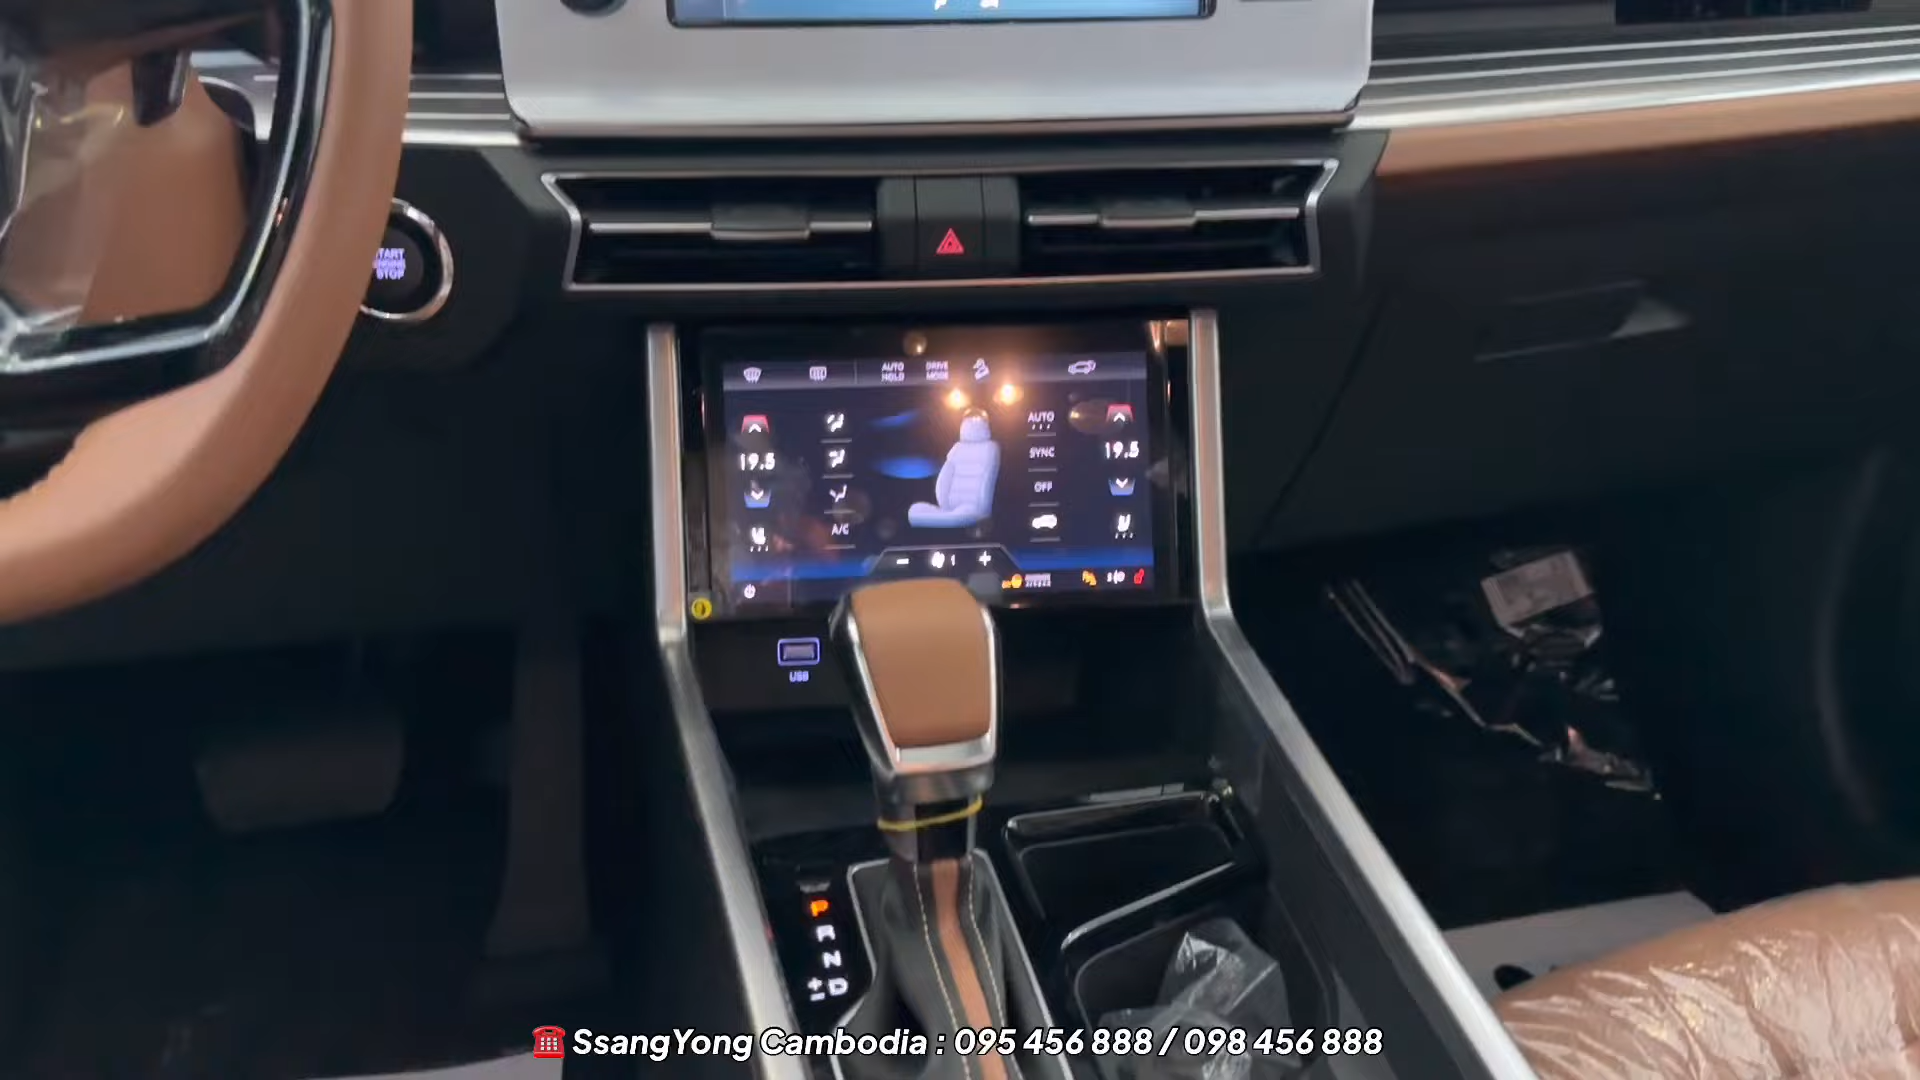 START
ENGINE
STOP
AUTO
HOLD
DRIVE
MODE
19.5
AUTO
19.5
SYNC
OFF
A/C
− 1 +
USB
P
R
N
+
− D
SsangYong Cambodia : 095 456 888 / 098 456 888